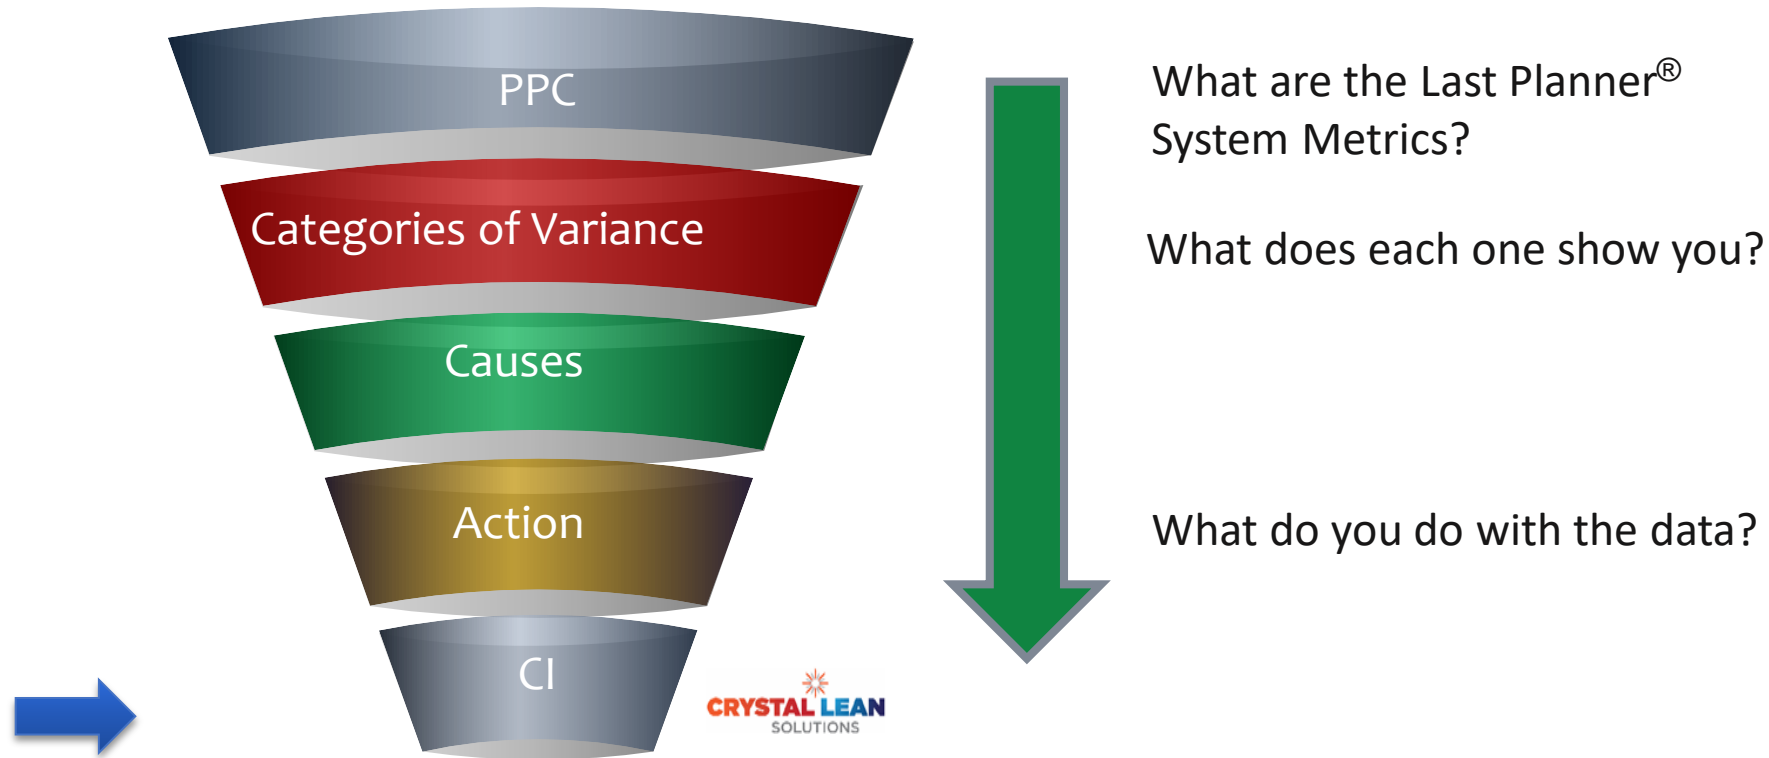 PPC
Categories of Variance
Causes
Action
CI
CRYSTAL LEAN
SOLUTIONS
What are the Last Planner®
System Metrics?
What does each one show you?
What do you do with the data?